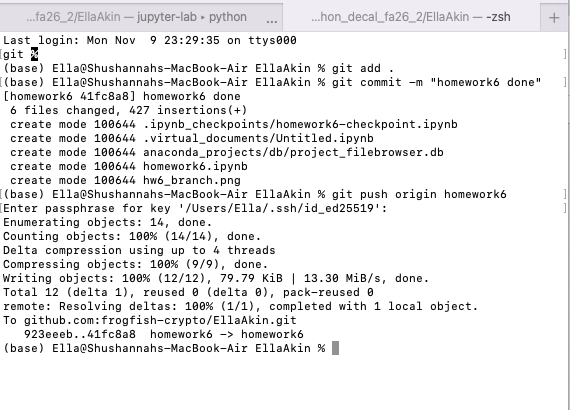 ...fa26_2/EllaAkin — jupyter-lab ▸ python ... ...hon_decal_fa26_2/EllaAkin — -zsh +
Last login: Mon Nov  9 23:29:35 on ttys000
[git %]
(base) Ella@Shushannahs-MacBook-Air EllaAkin % git add .
[(base) Ella@Shushannahs-MacBook-Air EllaAkin % git commit -m "homework6 done"]
[homework6 41fc8a8] homework6 done
 6 files changed, 427 insertions(+)
 create mode 100644 .ipynb_checkpoints/homework6-checkpoint.ipynb
 create mode 100644 .virtual_documents/Untitled.ipynb
 create mode 100644 anaconda_projects/db/project_filebrowser.db
 create mode 100644 homework6.ipynb
 create mode 100644 hw6_branch.png
[(base) Ella@Shushannahs-MacBook-Air EllaAkin % git push origin homework6]
[Enter passphrase for key '/Users/Ella/.ssh/id_ed25519':]
Enumerating objects: 14, done.
Counting objects: 100% (14/14), done.
Delta compression using up to 4 threads
Compressing objects: 100% (9/9), done.
Writing objects: 100% (12/12), 79.79 KiB | 13.30 MiB/s, done.
Total 12 (delta 1), reused 0 (delta 0), pack-reused 0
remote: Resolving deltas: 100% (1/1), completed with 1 local object.
To github.com:frogfish-crypto/EllaAkin.git
   923eeeb..41fc8a8  homework6 -> homework6
(base) Ella@Shushannahs-MacBook-Air EllaAkin %